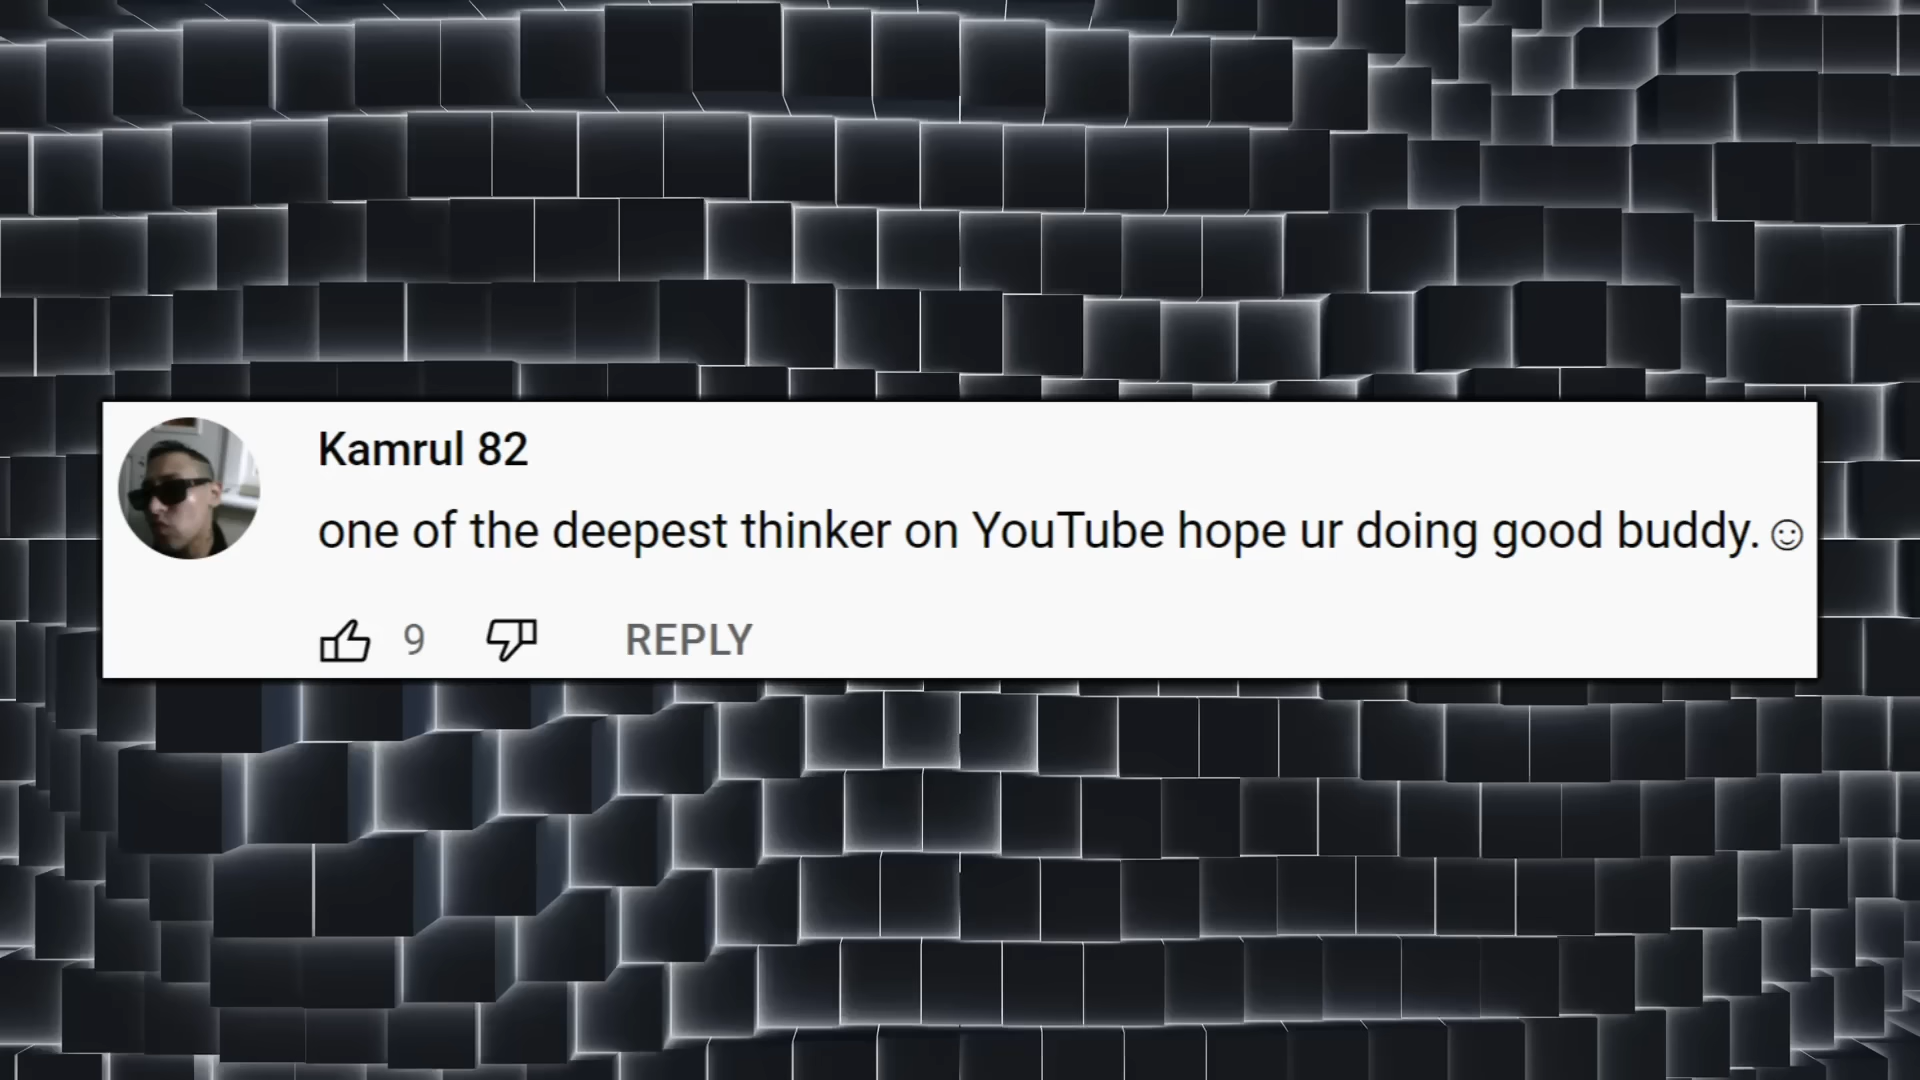 Kamrul 82
one of the deepest thinker on YouTube hope ur doing good buddy.☺
9 REPLY